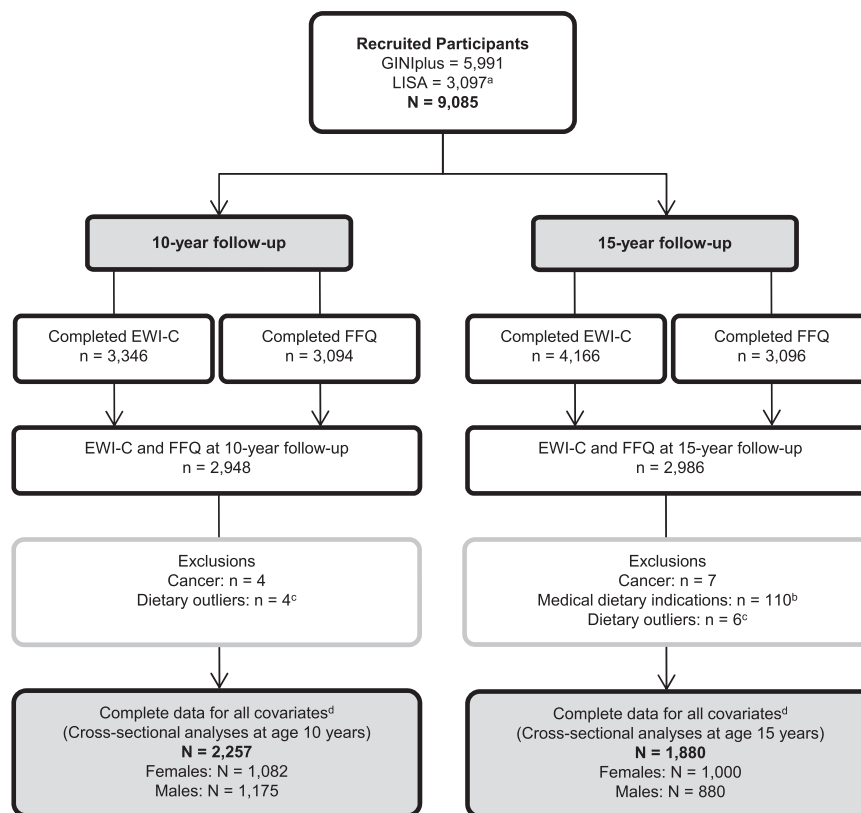 Recruited Participants
GINIplus = 5,991
LISA = 3,097ᵃ
N = 9,085
10-year follow-up
15-year follow-up
Completed EWI-C
n = 3,346
Completed FFQ
n = 3,094
Completed EWI-C
n = 4,166
Completed FFQ
n = 3,096
EWI-C and FFQ at 10-year follow-up
n = 2,948
EWI-C and FFQ at 15-year follow-up
n = 2,986
Exclusions
Cancer: n = 4
Dietary outliers: n = 4ᶜ
Exclusions
Cancer: n = 7
Medical dietary indications: n = 110ᵇ
Dietary outliers: n = 6ᶜ
Complete data for all covariatesᵈ
(Cross-sectional analyses at age 10 years)
N = 2,257
Females: N = 1,082
Males: N = 1,175
Complete data for all covariatesᵈ
(Cross-sectional analyses at age 15 years)
N = 1,880
Females: N = 1,000
Males: N = 880